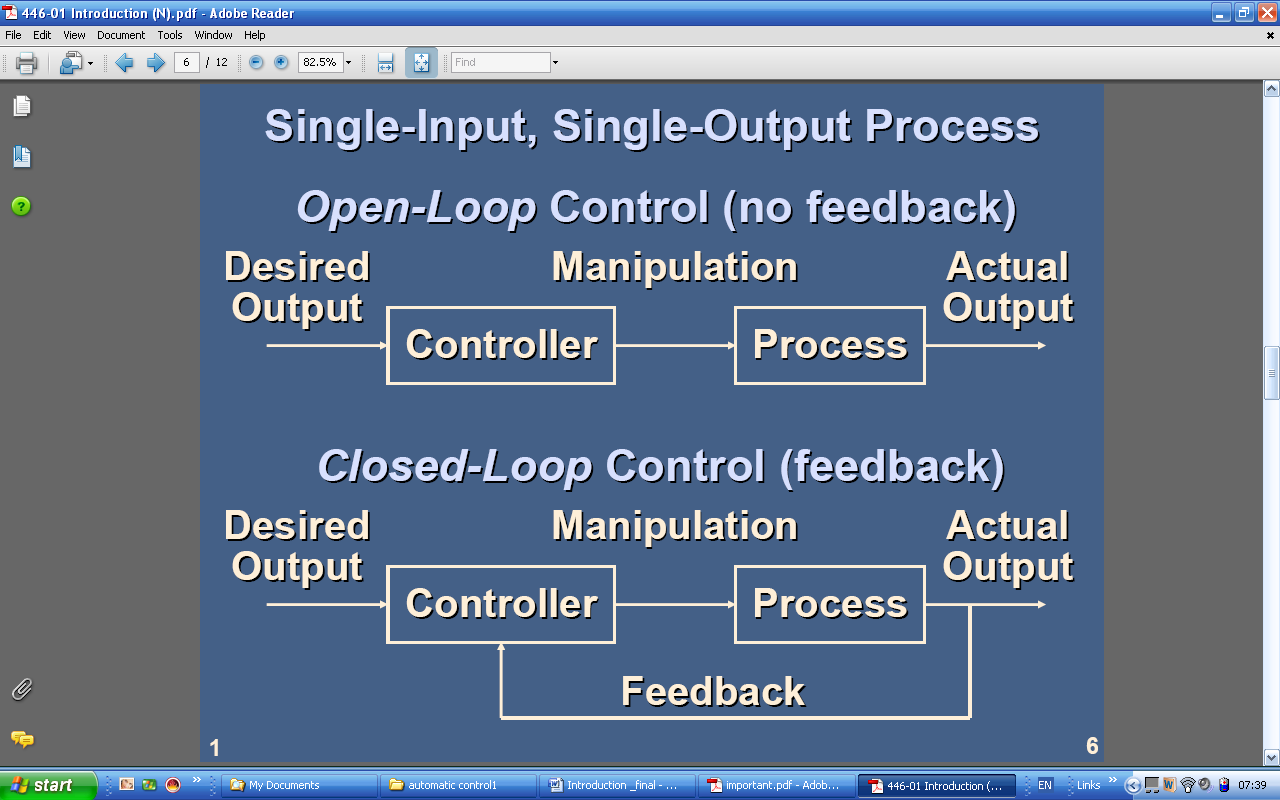 446-01 Introduction (N).pdf - Adobe Reader
File Edit View Document Tools Window Help
6 / 12 82.5% Find
Single-Input, Single-Output Process
Open-Loop Control (no feedback)
Desired Output
Manipulation
Actual Output
Controller
Process
Closed-Loop Control (feedback)
Desired Output
Manipulation
Actual Output
Controller
Process
Feedback
1
6
start My Documents automatic control1 Introduction _final - ... important.pdf - Adob... 446-01 Introduction (... EN Links 07:39